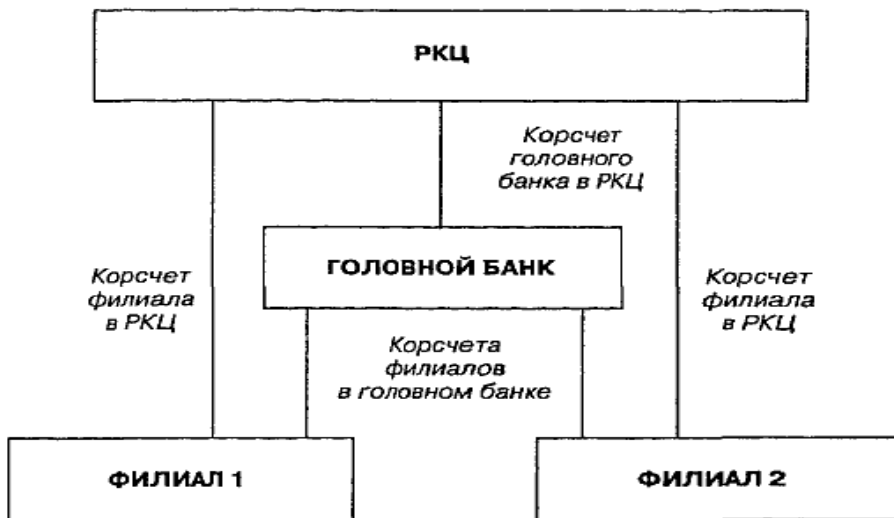 РКЦ
Корсчет
головного
банка в РКЦ
ГОЛОВНОЙ БАНК
Корсчет
филиала
в РКЦ
Корсчет
филиала
в РКЦ
Корсчета
филиалов
в головном банке
ФИЛИАЛ 1
ФИЛИАЛ 2